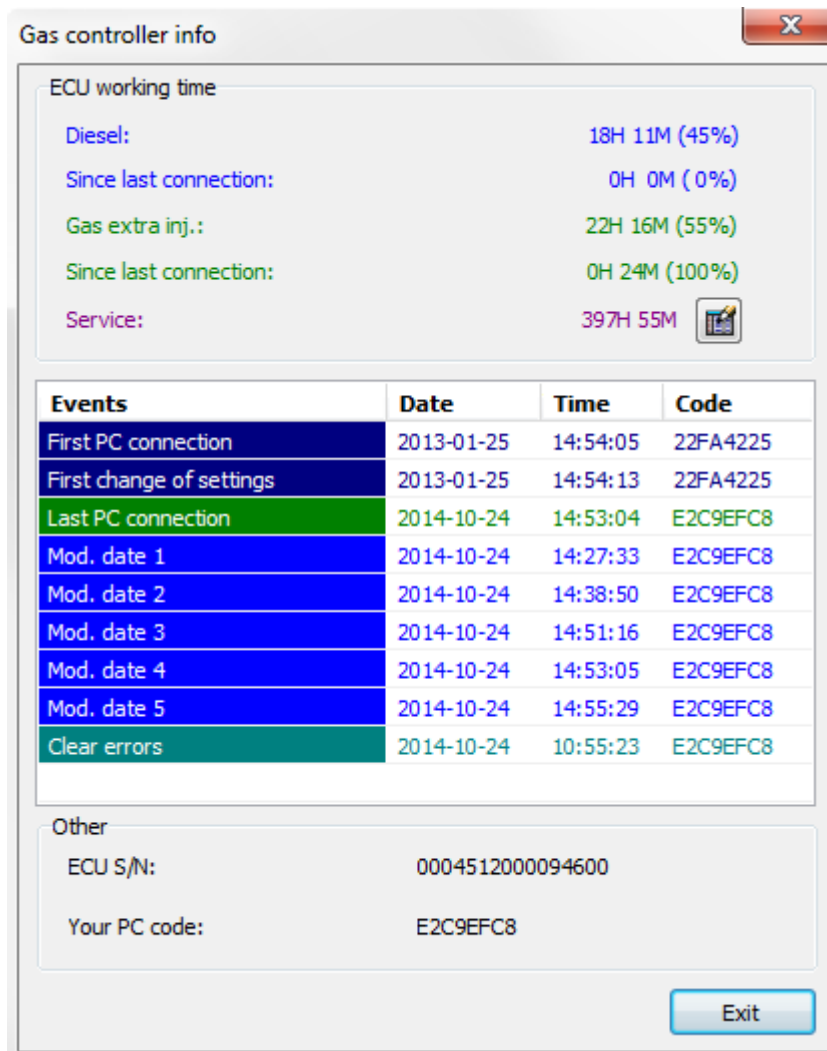 Gas controller info
ECU working time
Diesel: 18H 11M (45%)
Since last connection: 0H 0M ( 0%)
Gas extra inj.: 22H 16M (55%)
Since last connection: 0H 24M (100%)
Service: 397H 55M
Events Date Time Code
First PC connection 2013-01-25 14:54:05 22FA4225
First change of settings 2013-01-25 14:54:13 22FA4225
Last PC connection 2014-10-24 14:53:04 E2C9EFC8
Mod. date 1 2014-10-24 14:27:33 E2C9EFC8
Mod. date 2 2014-10-24 14:38:50 E2C9EFC8
Mod. date 3 2014-10-24 14:51:16 E2C9EFC8
Mod. date 4 2014-10-24 14:53:05 E2C9EFC8
Mod. date 5 2014-10-24 14:55:29 E2C9EFC8
Clear errors 2014-10-24 10:55:23 E2C9EFC8
Other
ECU S/N: 0004512000094600
Your PC code: E2C9EFC8
Exit